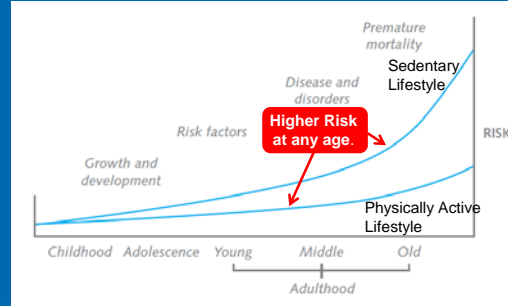 Premature
mortality
Sedentary
Lifestyle
Disease and
disorders
Higher Risk
at any age.
Risk factors
RISK
Growth and
development
Physically Active
Lifestyle
Childhood Adolescence Young Middle Old
Adulthood